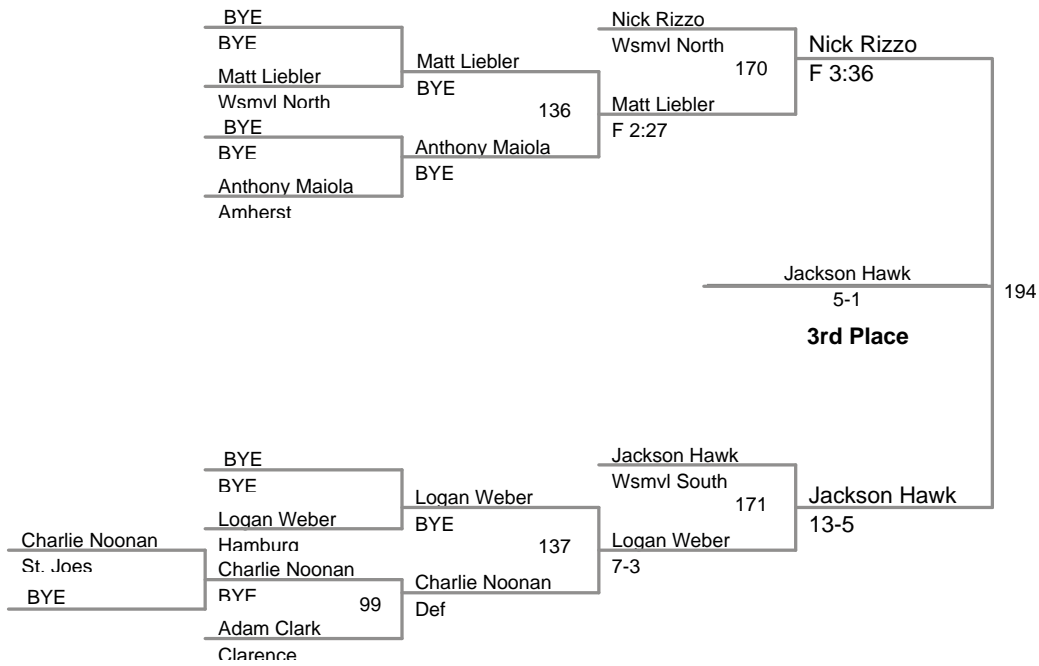 BYE
BYE
Matt Liebler
Wsmvl North
BYE
BYE
Anthony Maiola
Amherst
Matt Liebler
BYE
136
Anthony Maiola
BYE
Nick Rizzo
Wsmvl North
170
Matt Liebler
F 2:27
Nick Rizzo
F 3:36
Jackson Hawk
5-1
3rd Place
194
Charlie Noonan
St. Joes
BYE
BYE
BYE
Logan Weber
Hamburg
Charlie Noonan
BYE
99
Adam Clark
Clarence
Logan Weber
BYE
137
Charlie Noonan
Def
Jackson Hawk
Wsmvl South
171
Logan Weber
7-3
Jackson Hawk
13-5